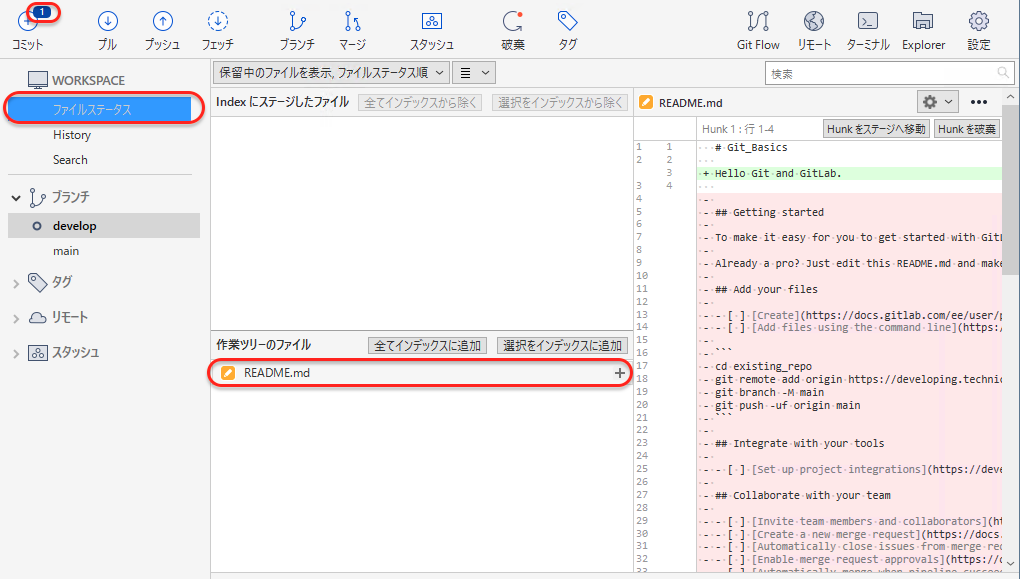 1
コミット プル プッシュ フェッチ ブランチ マージ スタッシュ 破棄 タグ Git Flow リモート ターミナル Explorer 設定
WORKSPACE
ファイルステータス
History
Search
ブランチ
develop
main
タグ
リモート
スタッシュ
保留中のファイルを表示, ファイルステータス順
検索
Index にステージしたファイル 全てインデックスから除く 選択をインデックスから除く
作業ツリーのファイル 全てインデックスに追加 選択をインデックスに追加
README.md +
README.md
Hunk 1 : 行 1-4 Hunk をステージへ移動 Hunk を破棄
1 1 # Git_Basics
2 2
3 + Hello Git and GitLab.
3 4
4 -
5 - ## Getting started
6 -
7 - To make it easy for you to get started with GitL
8 -
9 - Already a pro? Just edit this README.md and make
10 -
11 - ## Add your files
12 -
13 - - [ ] [Create](https://docs.gitlab.com/ee/user/p
14 - - [ ] [Add files using the command line](https:/
15 -
16 - ```
17 - cd existing_repo
18 - git remote add origin https://developing.technic
19 - git branch -M main
20 - git push -uf origin main
21 - ```
22 -
23 - ## Integrate with your tools
24 -
25 - - [ ] [Set up project integrations](https://deve
26 -
27 - ## Collaborate with your team
28 -
29 - - [ ] [Invite team members and collaborators](ht
30 - - [ ] [Create a new merge request](https://docs.
31 - - [ ] [Automatically close issues from merge req
32 - - [ ] [Enable merge request approvals](https://d
33 - - [ ] [Automatically merge when pipeline succeed